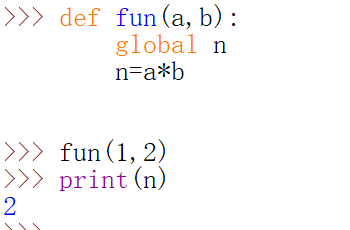 >>> def fun(a,b):
        global n
        n=a*b
>>> fun(1,2)
>>> print(n)
2
>>>